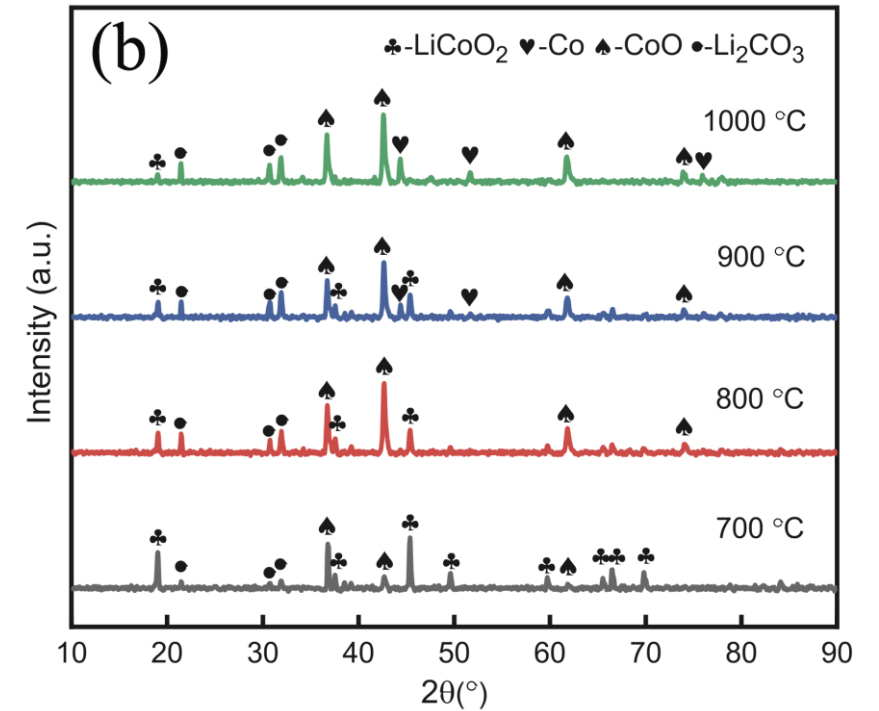 (b)
♣-LiCoO₂ ♥-Co ♠-CoO •-Li₂CO₃
1000 °C
900 °C
800 °C
700 °C
Intensity (a.u.)
10 20 30 40 50 60 70 80 90
2θ(°)